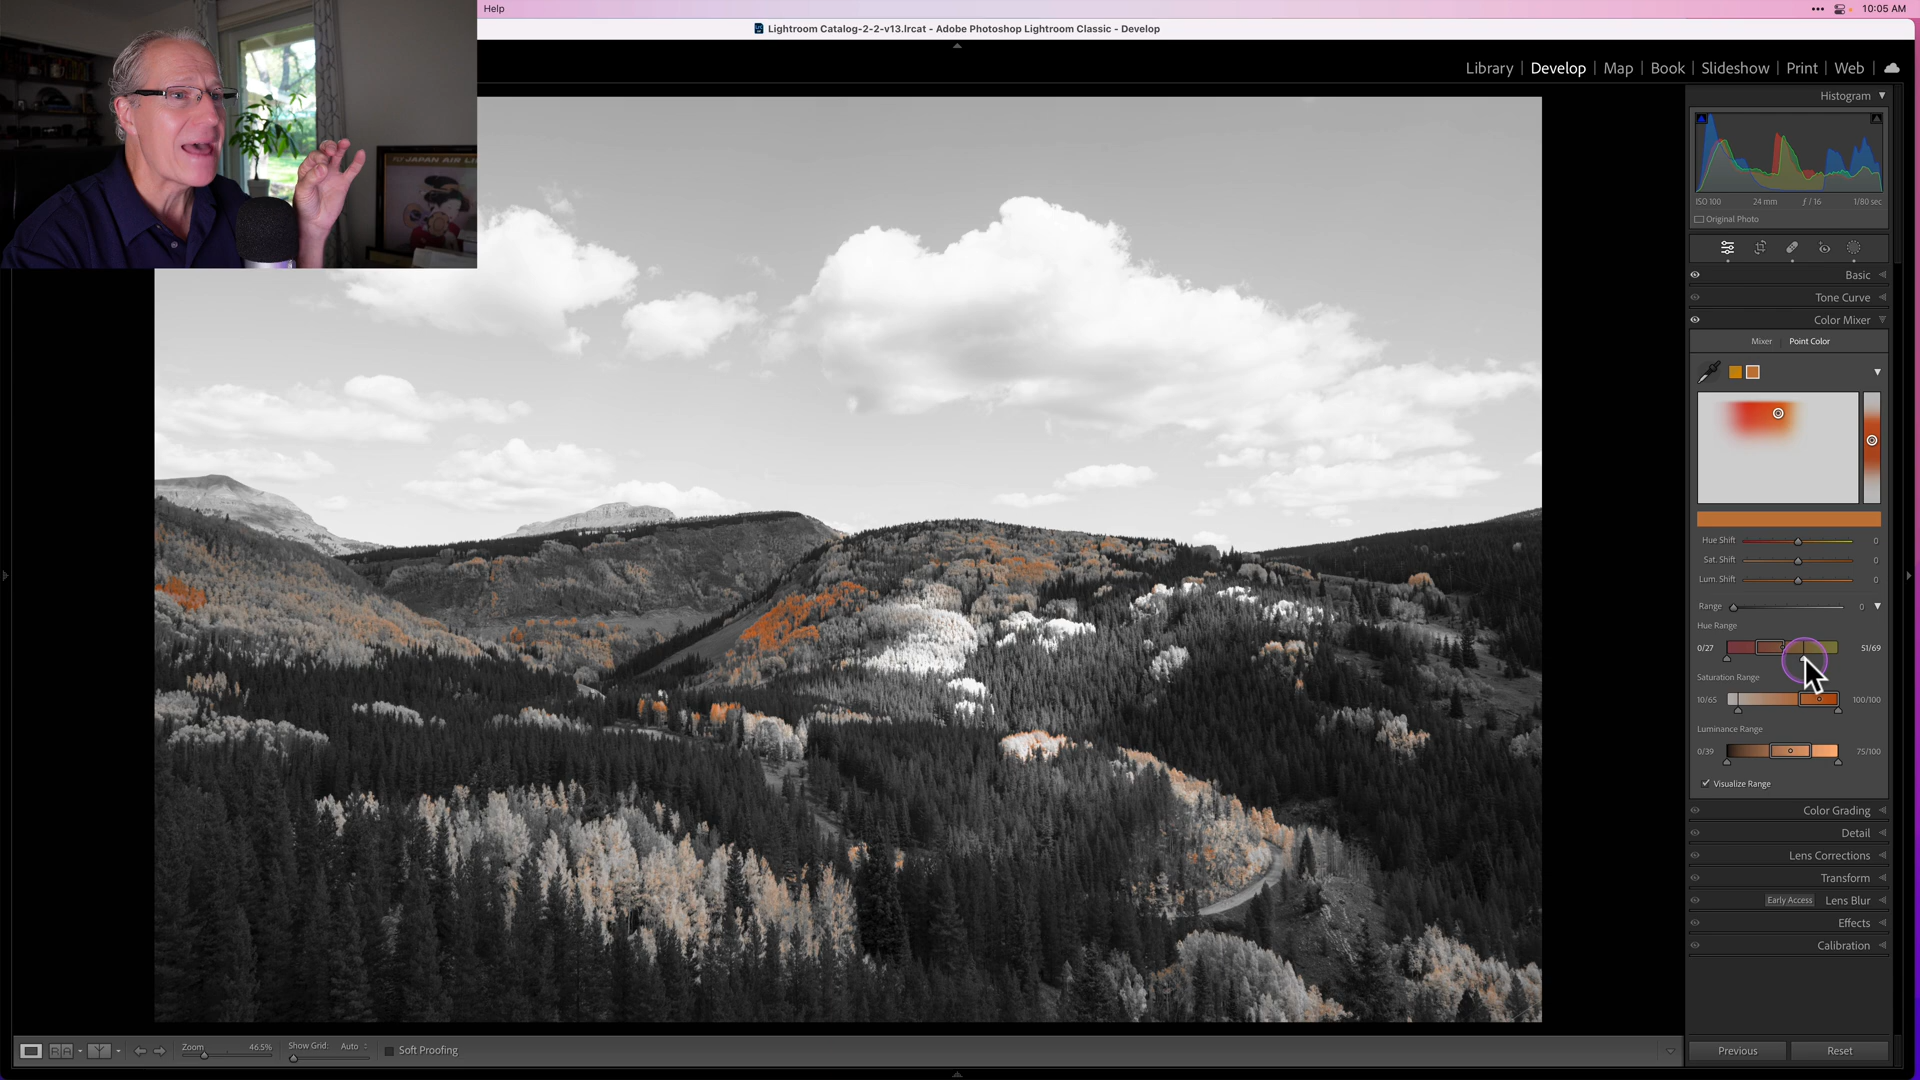 Help
10:05 AM
Lightroom Catalog-2-2-v13.lrcat - Adobe Photoshop Lightroom Classic - Develop
FLY JAPAN AIR LI
Library | Develop | Map | Book | Slideshow | Print | Web
Histogram
ISO 100 24 mm ƒ / 16 1/80 sec
Original Photo
Basic
Tone Curve
Color Mixer
Mixer Point Color
Hue Shift 0
Sat. Shift 0
Lum. Shift 0
Range 0
Hue Range
0/27 51/69
Saturation Range
10/65 100/100
Luminance Range
0/39 75/100
Visualize Range
Color Grading
Detail
Lens Corrections
Transform
Early Access Lens Blur
Effects
Calibration
Zoom 46.5% Show Grid: Auto Soft Proofing
Previous Reset